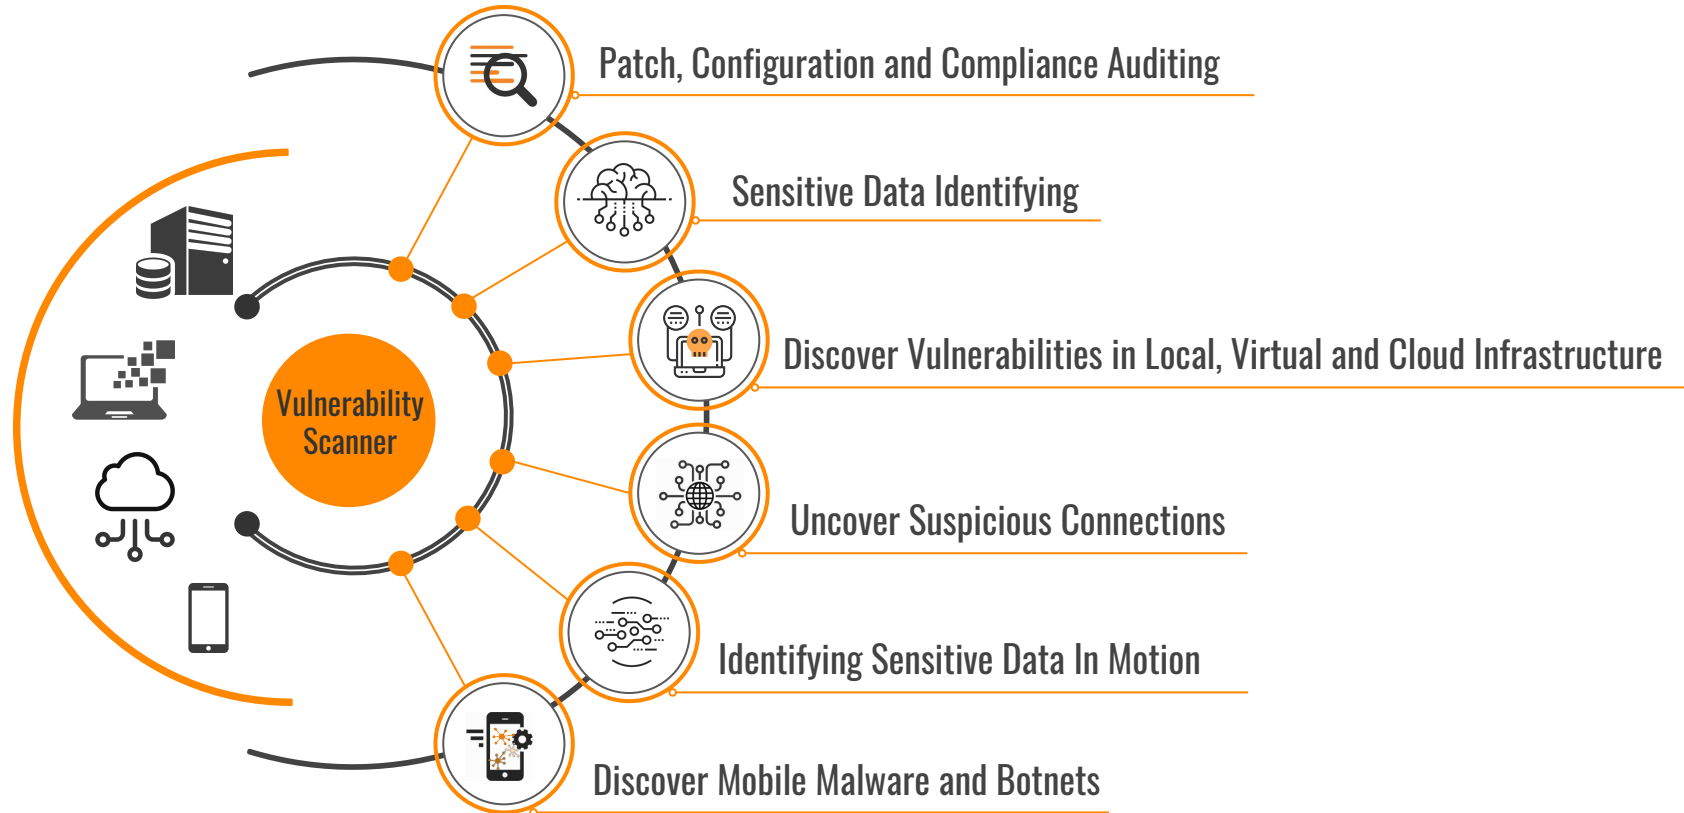 Patch, Configuration and Compliance Auditing
Sensitive Data Identifying
Discover Vulnerabilities in Local, Virtual and Cloud Infrastructure
Vulnerability
Scanner
Uncover Suspicious Connections
Identifying Sensitive Data In Motion
Discover Mobile Malware and Botnets